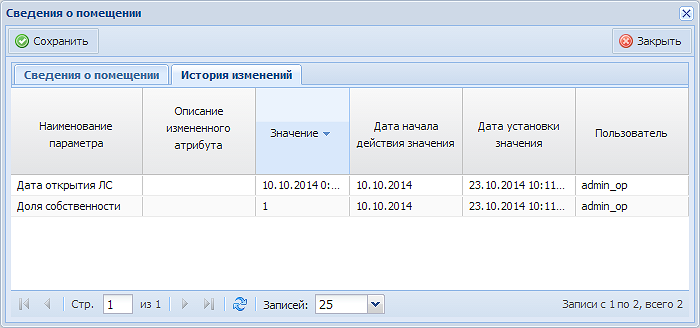 Сведения о помещении
Сохранить
Закрыть
Сведения о помещении
История изменений
Наименование
параметра
Описание
измененного
атрибута
Значение
Дата начала
действия значения
Дата установки
значения
Пользователь
Дата открытия ЛС
10.10.2014 0:...
10.10.2014
23.10.2014 10:11...
admin_op
Доля собственности
1
10.10.2014
23.10.2014 10:11...
admin_op
Стр. 1 из 1
Записей: 25
Записи с 1 по 2, всего 2